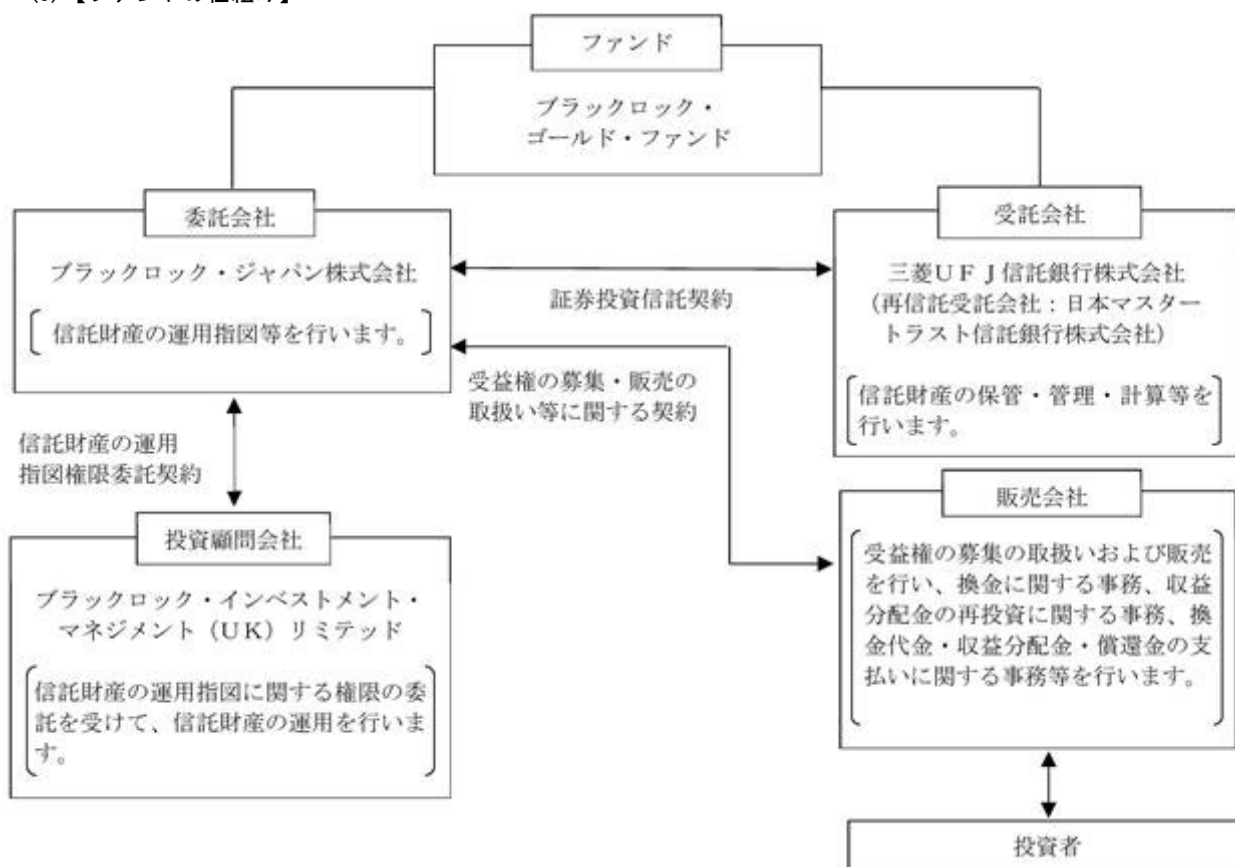 (3)【ファンドの仕組み】
ファンド
ブラックロック・
ゴールド・ファンド
委託会社
ブラックロック・ジャパン株式会社
信託財産の運用指図等を行います。
証券投資信託契約
受益権の募集・販売の
取扱い等に関する契約
受託会社
三菱UFJ信託銀行株式会社
(再信託受託会社:日本マスター
トラスト信託銀行株式会社)
信託財産の保管・管理・計算等を
行います。
信託財産の運用
指図権限委託契約
投資顧問会社
ブラックロック・インベストメント・
マネジメント(UK)リミテッド
信託財産の運用指図に関する権限の委
託を受けて、信託財産の運用を行いま
す。
販売会社
受益権の募集の取扱いおよび販売
を行い、換金に関する事務、収益
分配金の再投資に関する事務、換
金代金・収益分配金・償還金の支
払いに関する事務等を行います。
投資者